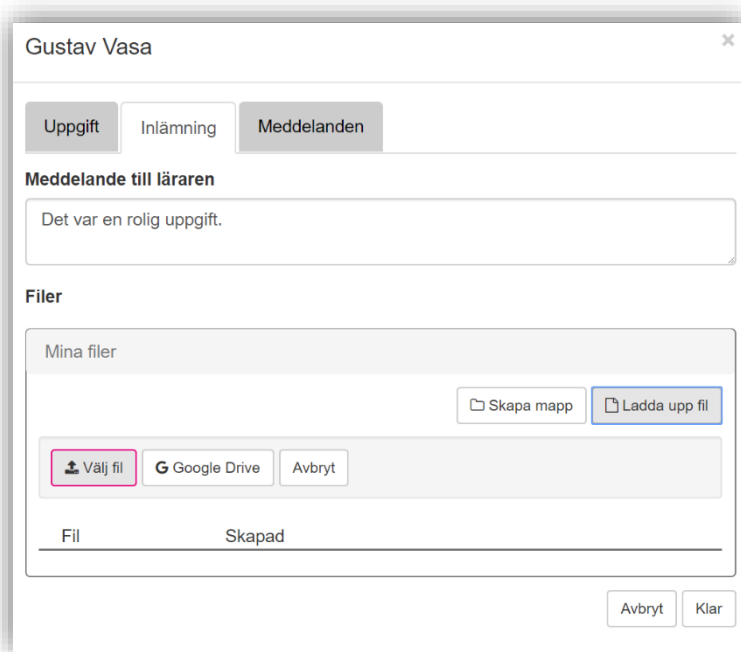 Gustav Vasa ×
Uppgift Inlämning Meddelanden
Meddelande till läraren
Det var en rolig uppgift.
Filer
Mina filer
Skapa mapp Ladda upp fil
Välj fil G Google Drive Avbryt
Fil Skapad
Avbryt Klar